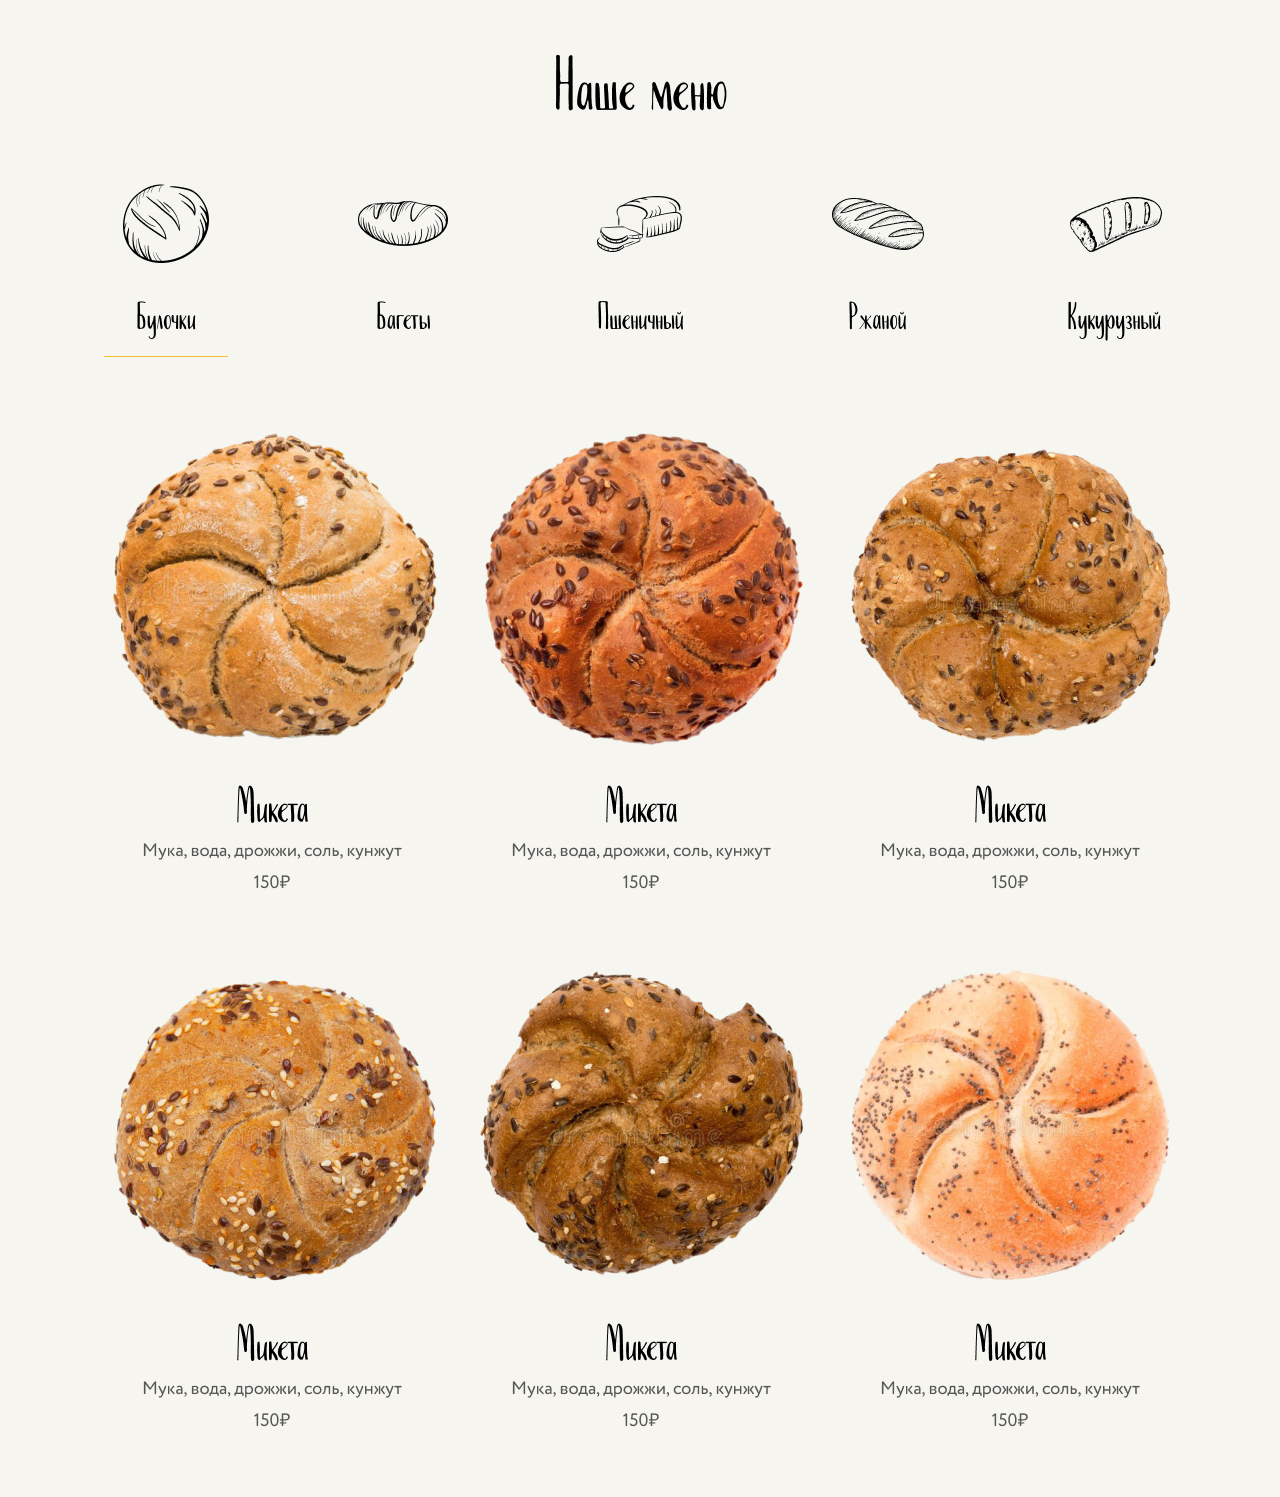 Наше меню
Булочки
Багеты
Пшеничный
Ржаной
Кукурузный
Микета
Мука, вода, дрожжи, соль, кунжут
150₽
Микета
Мука, вода, дрожжи, соль, кунжут
150₽
Микета
Мука, вода, дрожжи, соль, кунжут
150₽
Микета
Мука, вода, дрожжи, соль, кунжут
150₽
Микета
Мука, вода, дрожжи, соль, кунжут
150₽
Микета
Мука, вода, дрожжи, соль, кунжут
150₽